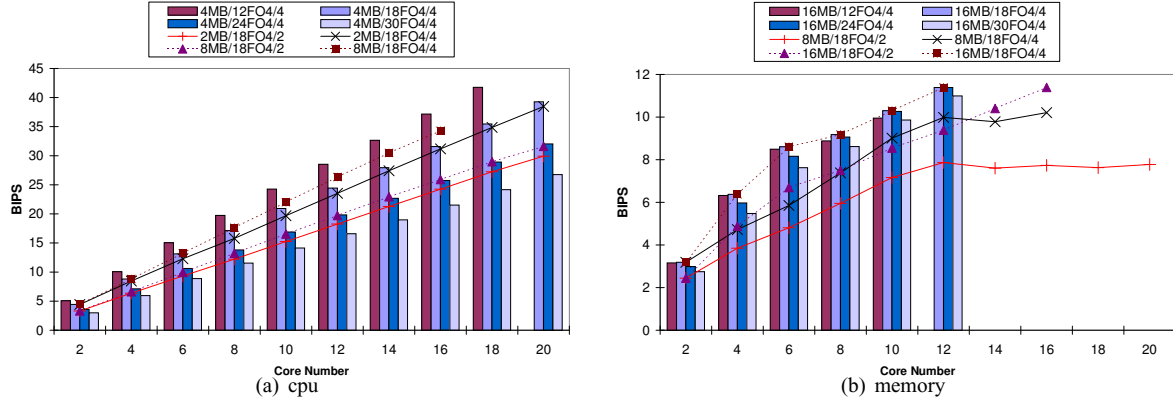 4MB/12FO4/4 4MB/18FO4/4
4MB/24FO4/4 4MB/30FO4/4
2MB/18FO4/2 2MB/18FO4/4
8MB/18FO4/2 8MB/18FO4/4
45
40
35
30
25
20
15
10
5
0
BIPS
2 4 6 8 10 12 14 16 18 20
Core Number
(a) cpu
16MB/12FO4/4 16MB/18FO4/4
16MB/24FO4/4 16MB/30FO4/4
8MB/18FO4/2 8MB/18FO4/4
16MB/18FO4/2 16MB/18FO4/4
12
10
8
6
4
2
0
BIPS
2 4 6 8 10 12 14 16 18 20
Core Number
(b) memory